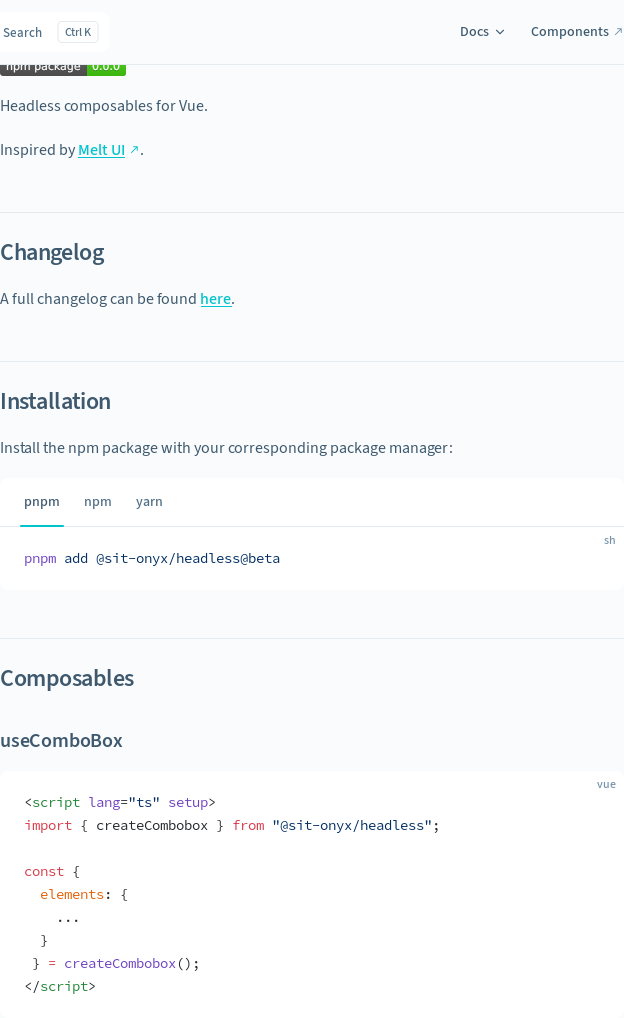 Search Ctrl K Docs Components
npm package 0.0.0
Headless composables for Vue.
Inspired by Melt UI.
Changelog
A full changelog can be found here.
Installation
Install the npm package with your corresponding package manager:
pnpm npm yarn
sh
pnpm add @sit-onyx/headless@beta
Composables
useComboBox
vue
<script lang="ts" setup>
import { createCombobox } from "@sit-onyx/headless";
const {
  elements: {
    ...
  }
 } = createCombobox();
</script>